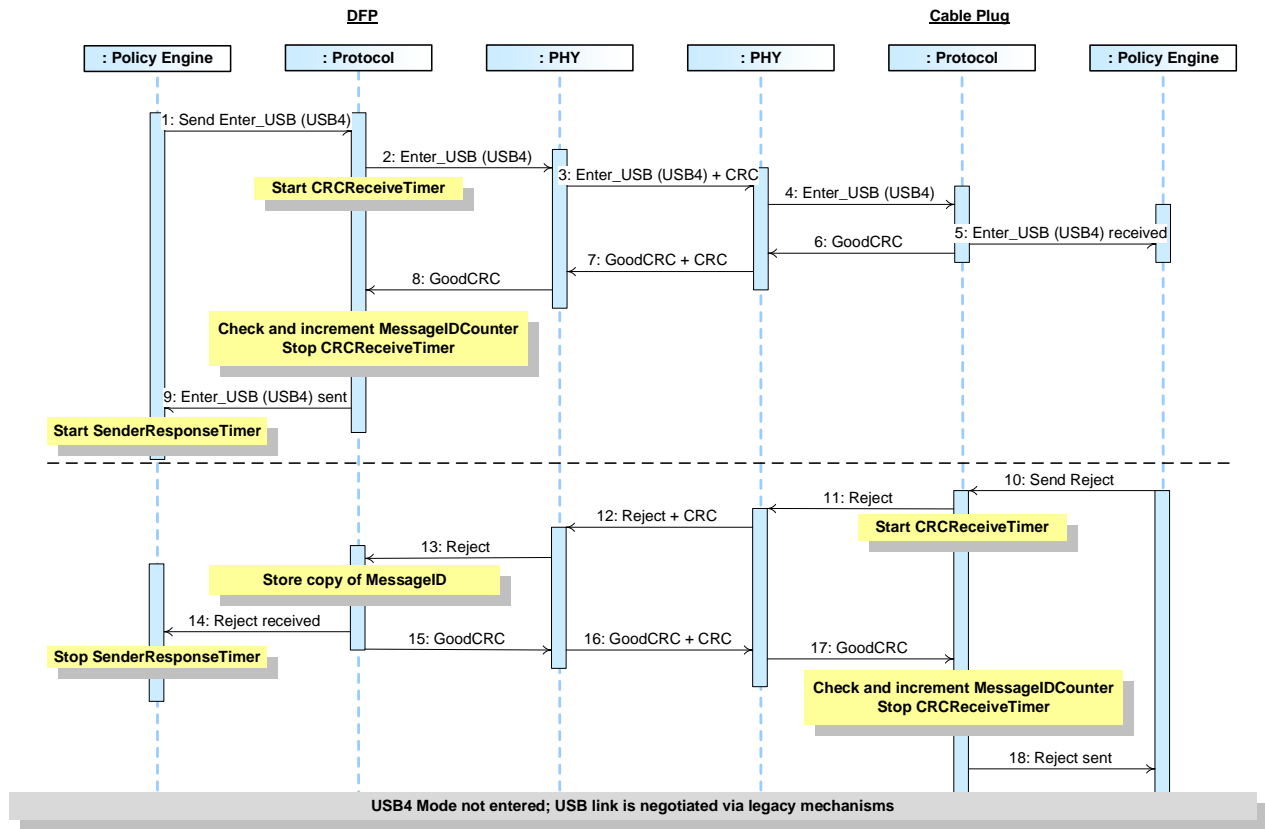 DFP
Cable Plug
: Policy Engine
: Protocol
: PHY
: PHY
: Protocol
: Policy Engine
1: Send Enter_USB (USB4)
2: Enter_USB (USB4)
Start CRCReceiveTimer
3: Enter_USB (USB4) + CRC
4: Enter_USB (USB4)
5: Enter_USB (USB4) received
6: GoodCRC
7: GoodCRC + CRC
8: GoodCRC
Check and increment MessageIDCounter
Stop CRCReceiveTimer
9: Enter_USB (USB4) sent
Start SenderResponseTimer
10: Send Reject
11: Reject
Start CRCReceiveTimer
12: Reject + CRC
13: Reject
Store copy of MessageID
14: Reject received
Stop SenderResponseTimer
15: GoodCRC
16: GoodCRC + CRC
17: GoodCRC
Check and increment MessageIDCounter
Stop CRCReceiveTimer
18: Reject sent
USB4 Mode not entered; USB link is negotiated via legacy mechanisms